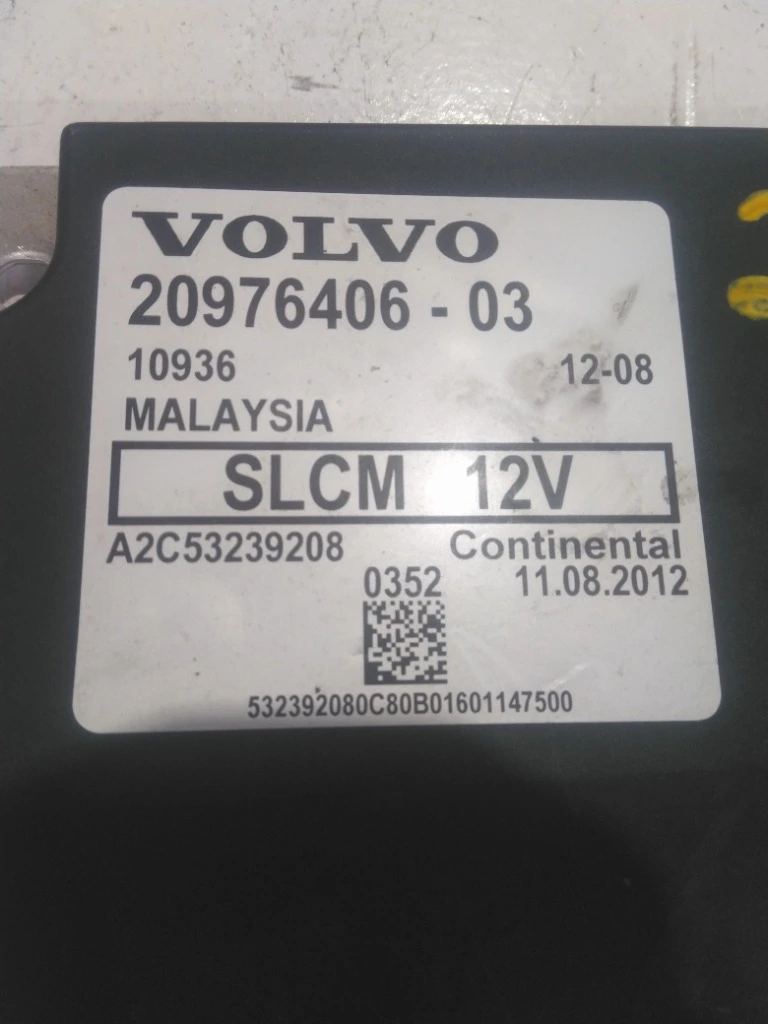 VOLVO
20976406 - 03
10936 12-08
MALAYSIA
SLCM 12V
A2C53239208 Continental
0352 11.08.2012
532392080C80B01601147500